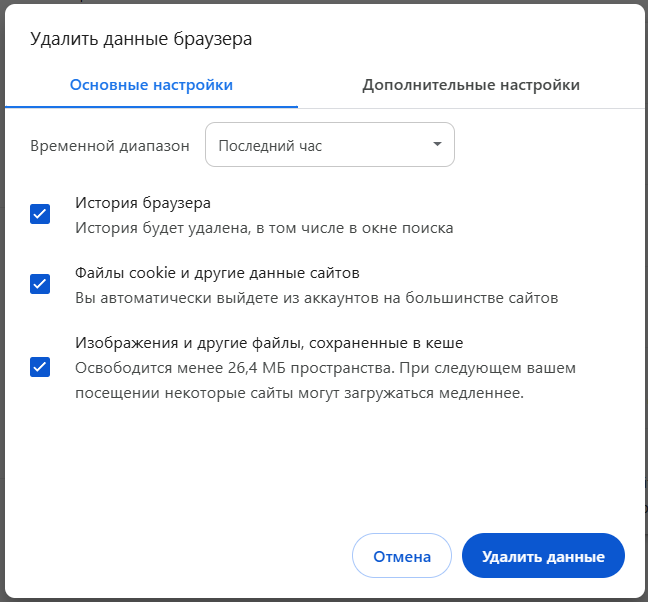 Удалить данные браузера
Основные настройки
Дополнительные настройки
Временной диапазон
Последний час
История браузера
История будет удалена, в том числе в окне поиска
Файлы cookie и другие данные сайтов
Вы автоматически выйдете из аккаунтов на большинстве сайтов
Изображения и другие файлы, сохраненные в кеше
Освободится менее 26,4 МБ пространства. При следующем вашем
посещении некоторые сайты могут загружаться медленнее.
Отмена
Удалить данные